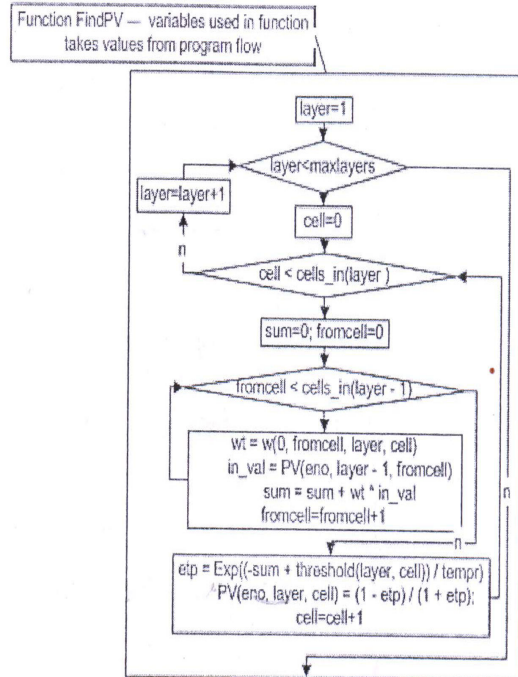 Function FindPV — variables used in function
takes values from program flow
layer=1
layer<maxlayers
layer=layer+1
cell=0
n
cell < cells_in(layer )
sum=0; fromcell=0
fromcell < cells_in(layer - 1)
wt = w(0, fromcell, layer, cell)
in_val = PV(eno, layer - 1, fromcell)
sum = sum + wt * in_val
fromcell=fromcell+1
n
n
etp = Exp((-sum + threshold(layer, cell)) / tempr)
PV(eno, layer, cell) = (1 - etp) / (1 + etp);
cell=cell+1